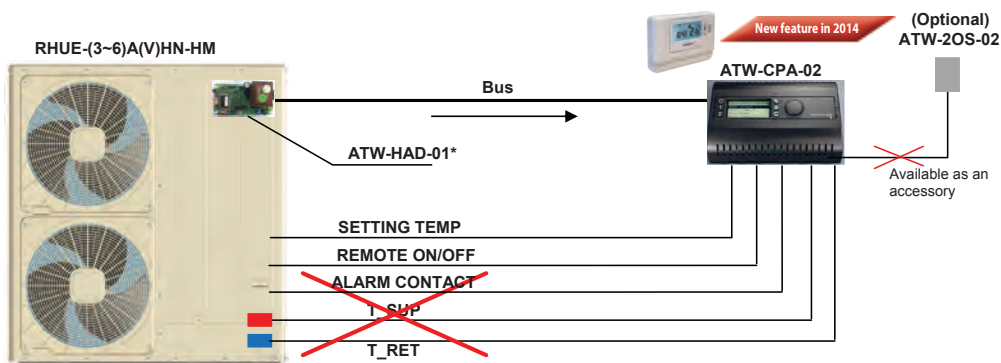 New feature in 2014
(Optional)
ATW-2OS-02
RHUE-(3~6)A(V)HN-HM
ATW-CPA-02
Bus
ATW-HAD-01*
Available as an
accessory
SETTING TEMP
REMOTE ON/OFF
ALARM CONTACT
T_SUP
T_RET